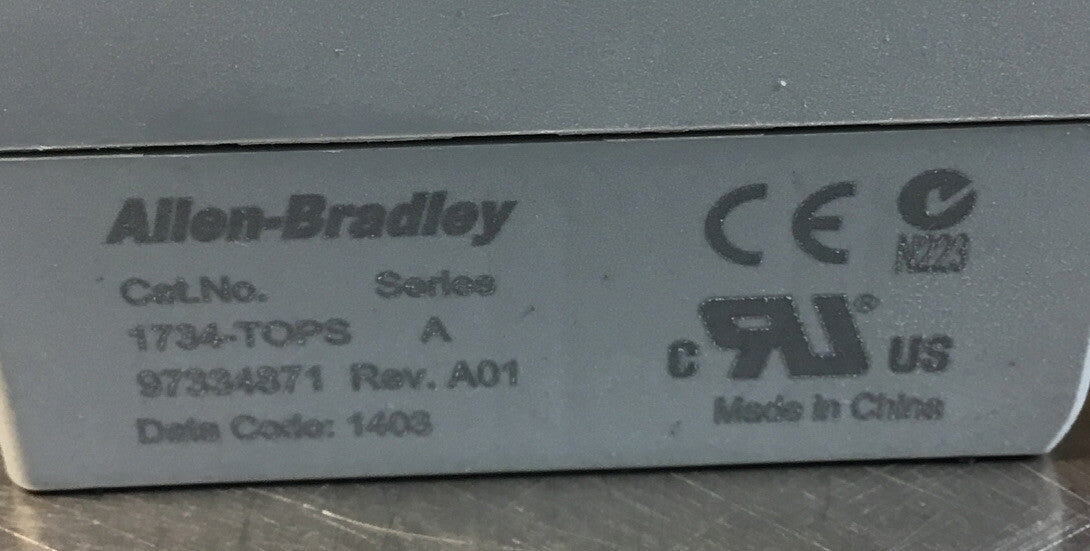 Allen-Bradley
Cat.No. Series
1734-TOPS A
97334871 Rev. A01
Date Code: 1403
CE
N223
C RU® US
Made in China